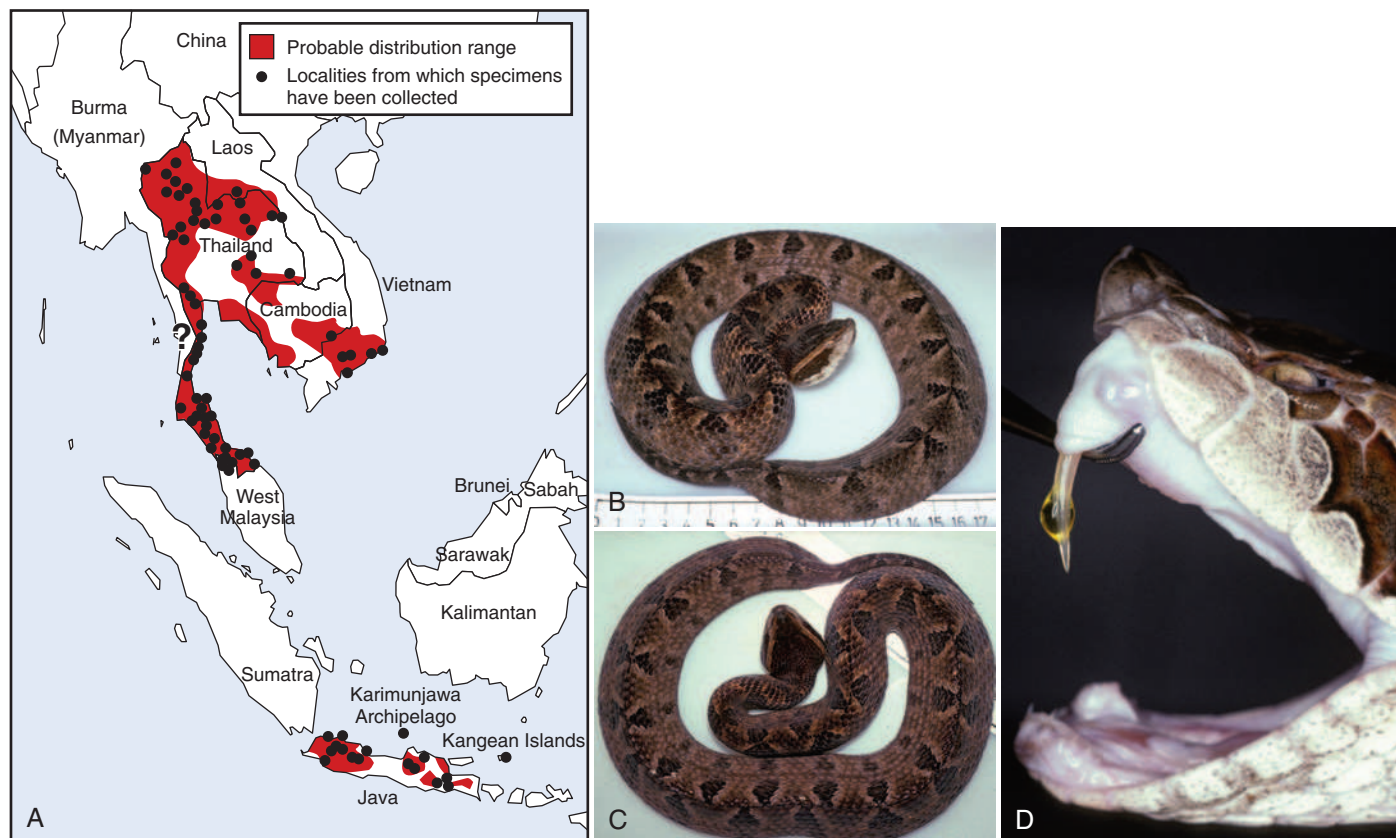 China
Probable distribution range
Localities from which specimens
have been collected
Burma
(Myanmar)
Laos
Thailand
Vietnam
Cambodia
?
West
Malaysia
Brunei
Sabah
Sarawak
Kalimantan
Sumatra
Karimunjawa
Archipelago
Kangean Islands
Java
A
B
C
D